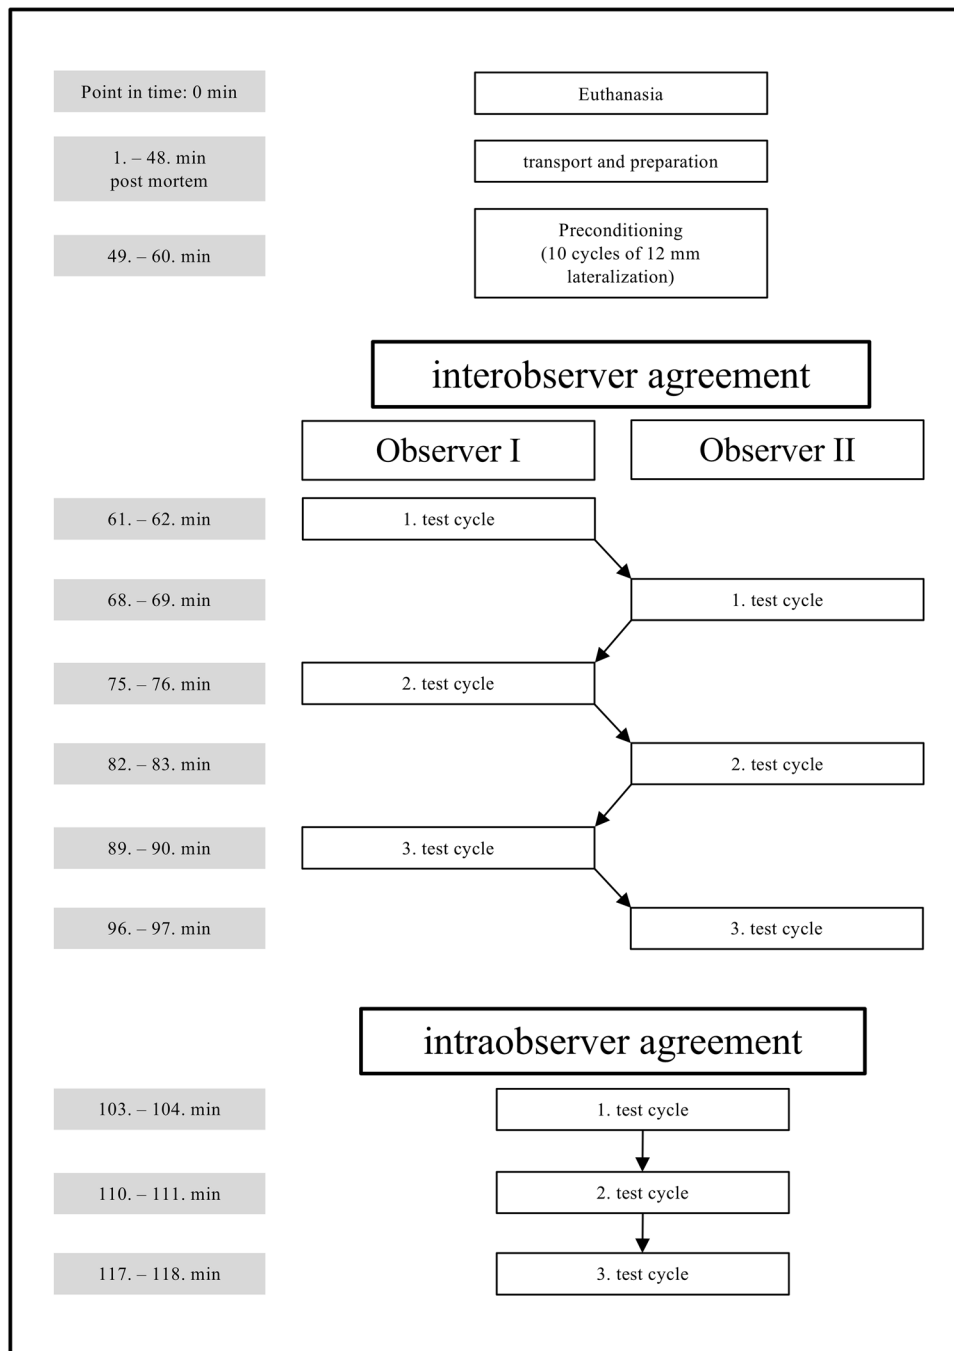 Point in time: 0 min
Euthanasia
1. – 48. min
post mortem
transport and preparation
49. – 60. min
Preconditioning
(10 cycles of 12 mm
lateralization)
interobserver agreement
Observer I
Observer II
61. – 62. min
1. test cycle
68. – 69. min
1. test cycle
75. – 76. min
2. test cycle
82. – 83. min
2. test cycle
89. – 90. min
3. test cycle
96. – 97. min
3. test cycle
intraobserver agreement
103. – 104. min
1. test cycle
110. – 111. min
2. test cycle
117. – 118. min
3. test cycle